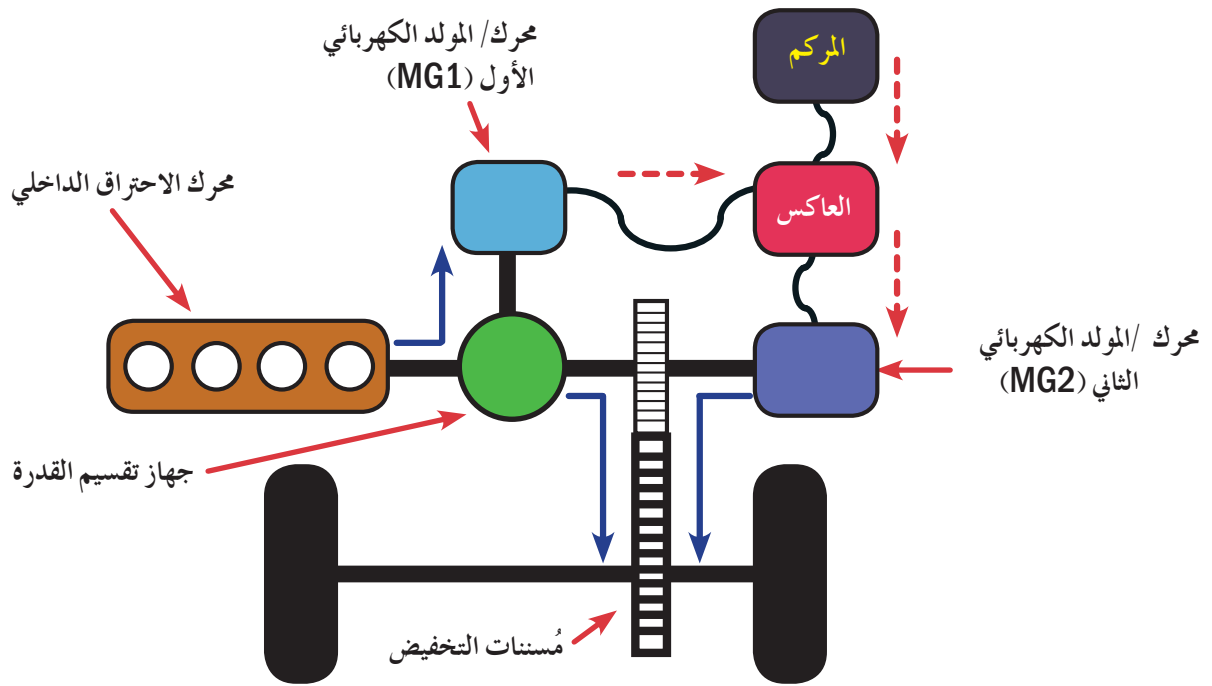 محرك/ المولد الكهربائي
الأول (MG1)
المركم
محرك الاحتراق الداخلي
العاكس
محرك /المولد الكهربائي
الثاني (MG2)
جهاز تقسيم القدرة
مُسننات التخفيض